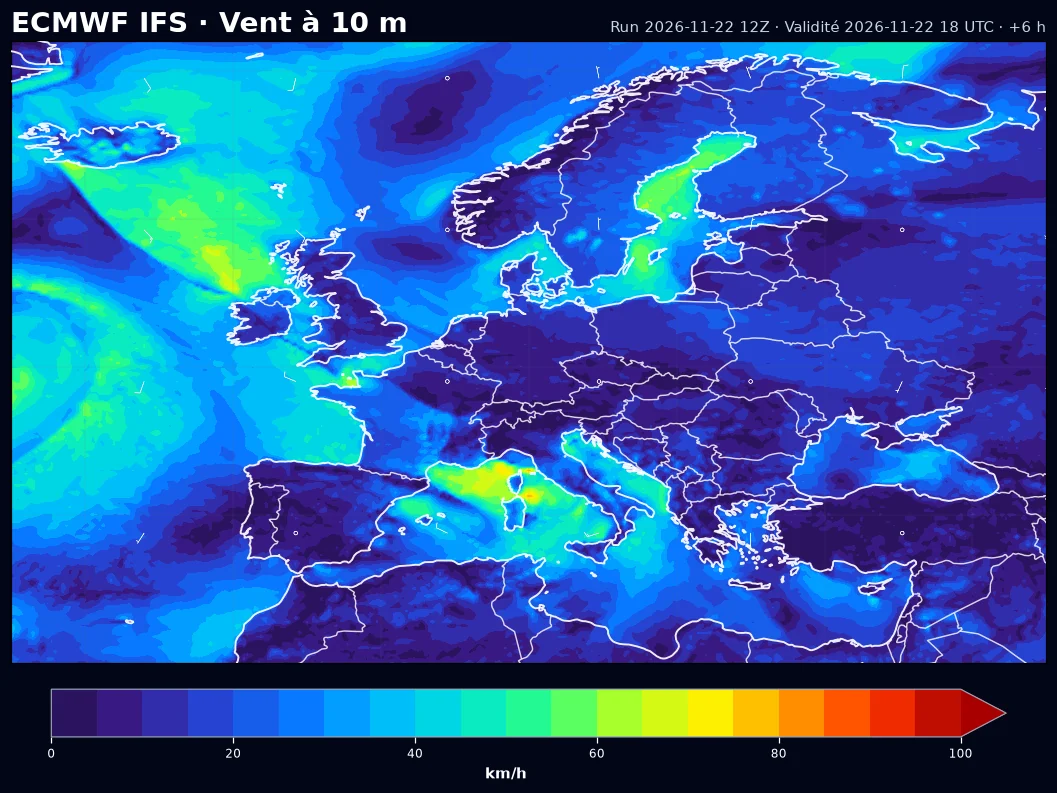 ECMWF IFS · Vent à 10 m
Run 2026-11-22 12Z · Validité 2026-11-22 18 UTC · +6 h
0 20 40 60 80 100
km/h